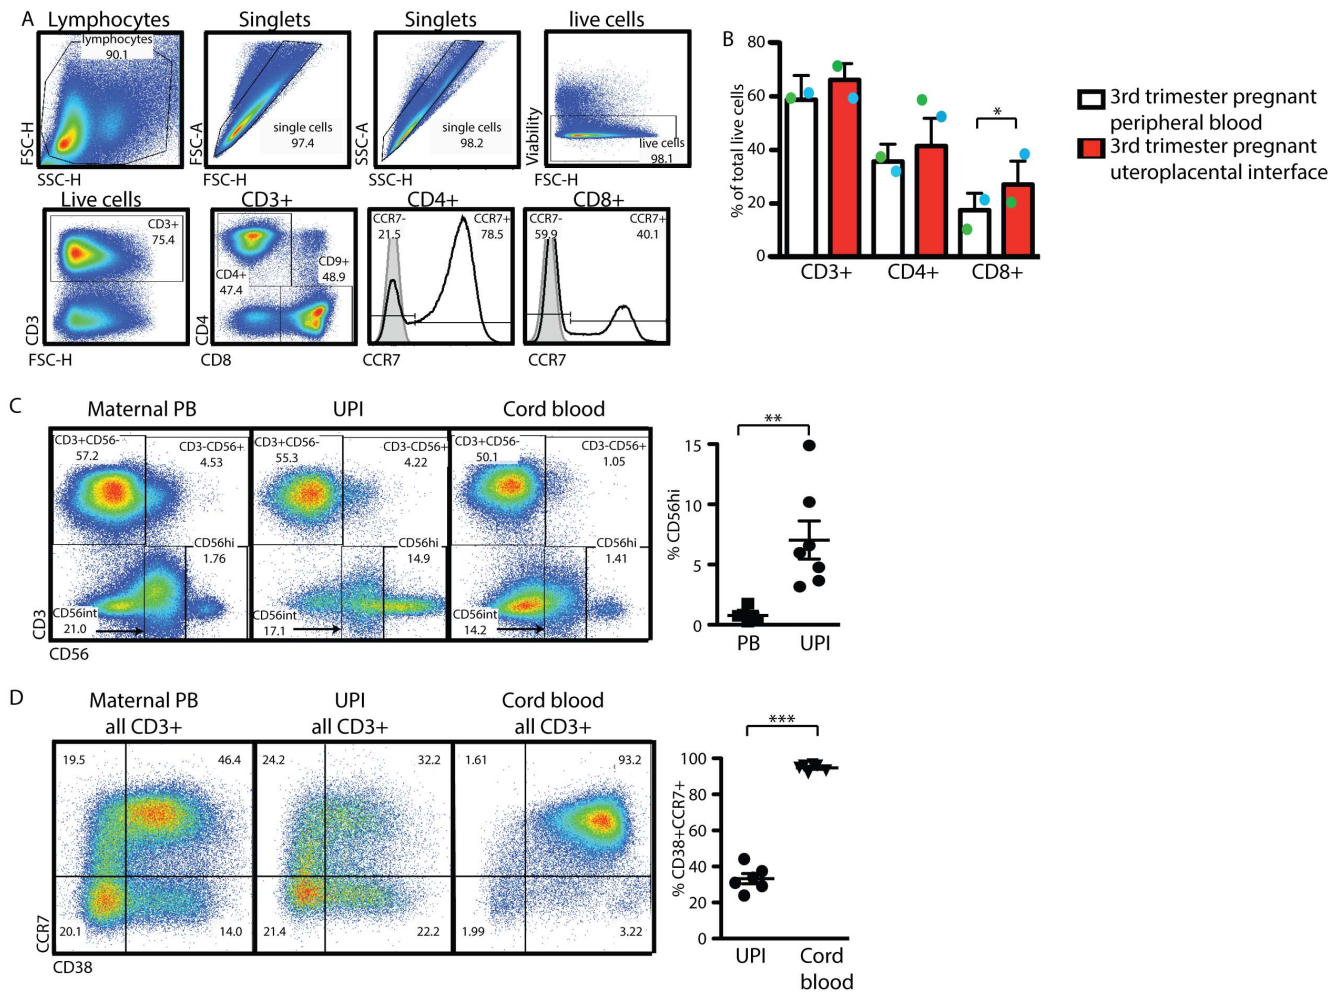 A
Lymphocytes
Singlets
Singlets
live cells
lymphocytes
90.1
FSC-H
SSC-H
single cells
97.4
FSC-A
FSC-H
single cells
98.2
SSC-A
SSC-H
live cells
98.1
Viability
FSC-H
Live cells
CD3+
CD4+
CD8+
CD3+
75.4
CD3
FSC-H
CD4+
47.4
CD9+
48.9
CD4
CD8
CCR7-
21.5
CCR7+
78.5
CCR7
CCR7-
59.9
CCR7+
40.1
CCR7
B
80
60
40
20
0
% of total live cells
*
CD3+
CD4+
CD8+
3rd trimester pregnant
peripheral blood
3rd trimester pregnant
uteroplacental interface
C
Maternal PB
UPI
Cord blood
CD3+CD56-
57.2
CD3-CD56+
4.53
CD56hi
1.76
CD56int
21.0
CD3+CD56-
55.3
CD3-CD56+
4.22
CD56hi
14.9
CD56int
17.1
CD3+CD56-
50.1
CD3-CD56+
1.05
CD56hi
1.41
CD56int
14.2
CD3
CD56
**
15
10
5
0
% CD56hi
PB
UPI
D
Maternal PB
all CD3+
UPI
all CD3+
Cord blood
all CD3+
19.5
46.4
20.1
14.0
24.2
32.2
21.4
22.2
1.61
93.2
1.99
3.22
CCR7
CD38
***
100
80
60
40
20
0
% CD38+CCR7+
UPI
Cord
blood